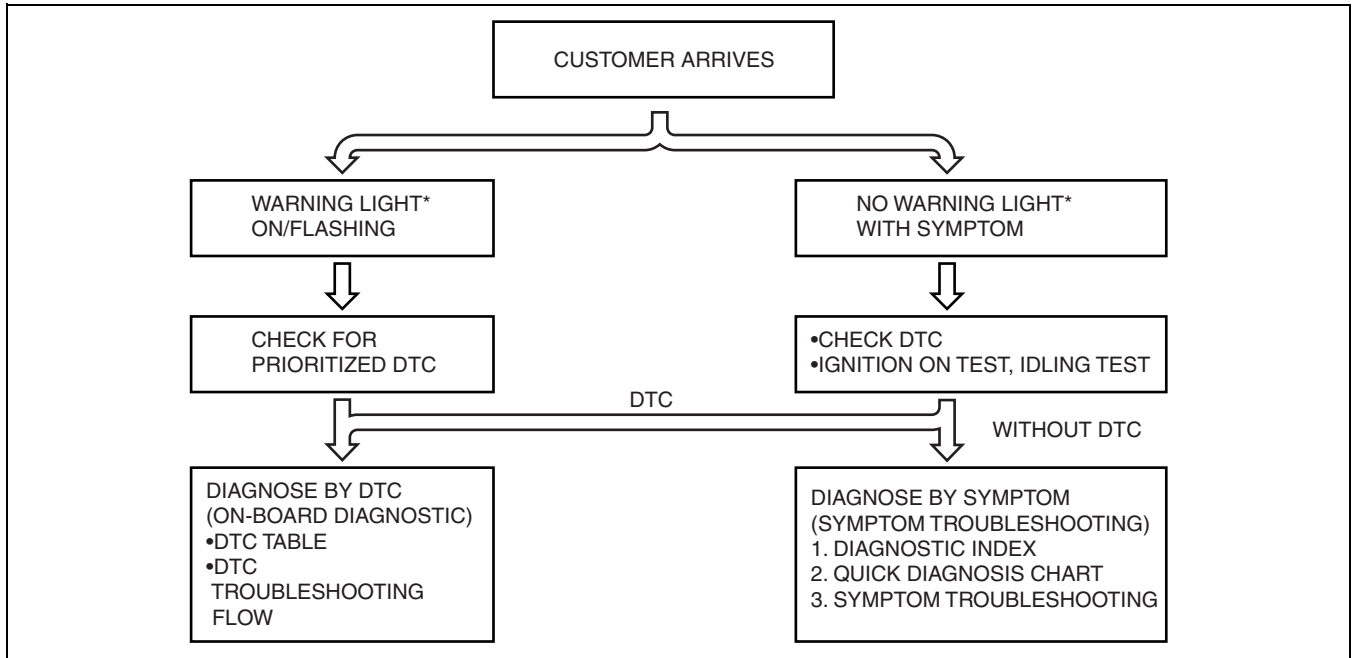 CUSTOMER ARRIVES
WARNING LIGHT*
ON/FLASHING
NO WARNING LIGHT*
WITH SYMPTOM
CHECK FOR
PRIORITIZED DTC
•CHECK DTC
•IGNITION ON TEST, IDLING TEST
DTC
WITHOUT DTC
DIAGNOSE BY DTC
(ON-BOARD DIAGNOSTIC)
•DTC TABLE
•DTC
TROUBLESHOOTING
FLOW
DIAGNOSE BY SYMPTOM
(SYMPTOM TROUBLESHOOTING)
1. DIAGNOSTIC INDEX
2. QUICK DIAGNOSIS CHART
3. SYMPTOM TROUBLESHOOTING